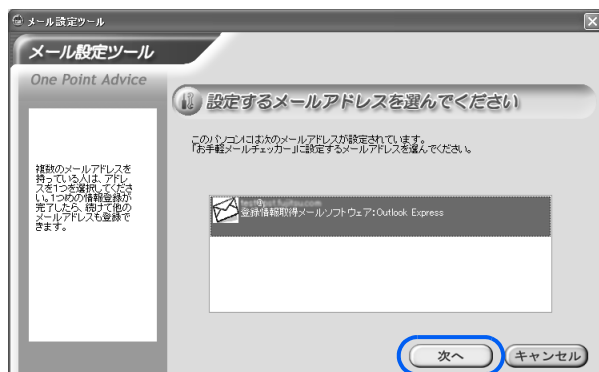 メール設定ツール
メール設定ツール
One Point Advice
設定するメールアドレスを選んでください
このパソコンには次のメールアドレスが設定されています。
「お手軽メールチェッカー」に設定するメールアドレスを選んでください。
複数のメールアドレスを
持っている人は、アドレ
スを1つを選択してくださ
い。1つめの情報登録が
完了したら、続けて他の
メールアドレスも登録で
きます。
登録情報取得メールソフトウェア:Outlook Express
次へ
キャンセル